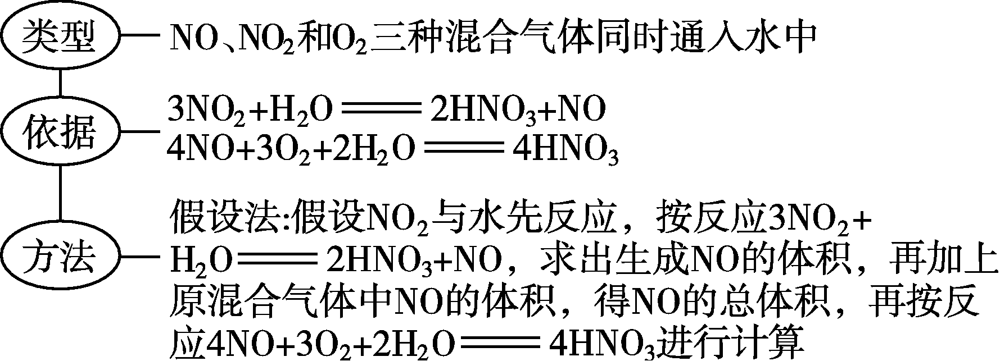 类型 NO、NO₂和O₂三种混合气体同时通入水中
3NO₂+H₂O══2HNO₃+NO
依据
4NO+3O₂+2H₂O══4HNO₃
假设法:假设NO₂与水先反应，按反应3NO₂+
方法 H₂O══2HNO₃+NO，求出生成NO的体积，再加上
原混合气体中NO的体积，得NO的总体积，再按反
应4NO+3O₂+2H₂O══4HNO₃进行计算